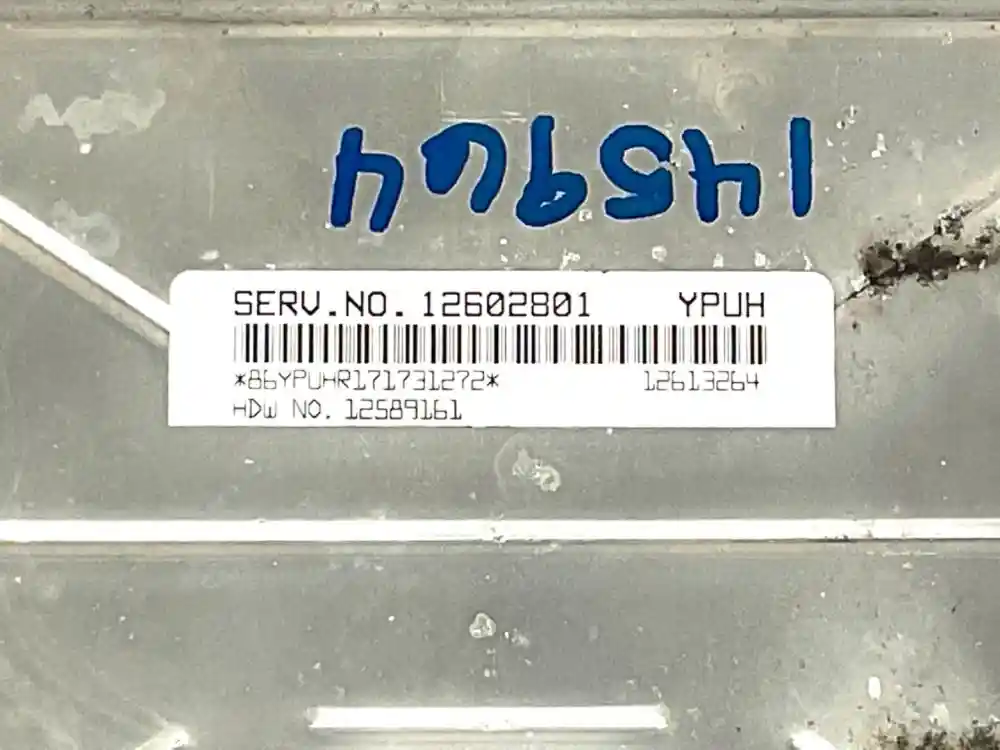 145964
SERV.NO. 12602801 YPUH
*86YPUHR171731272* 12613264
HDW NO. 12589161